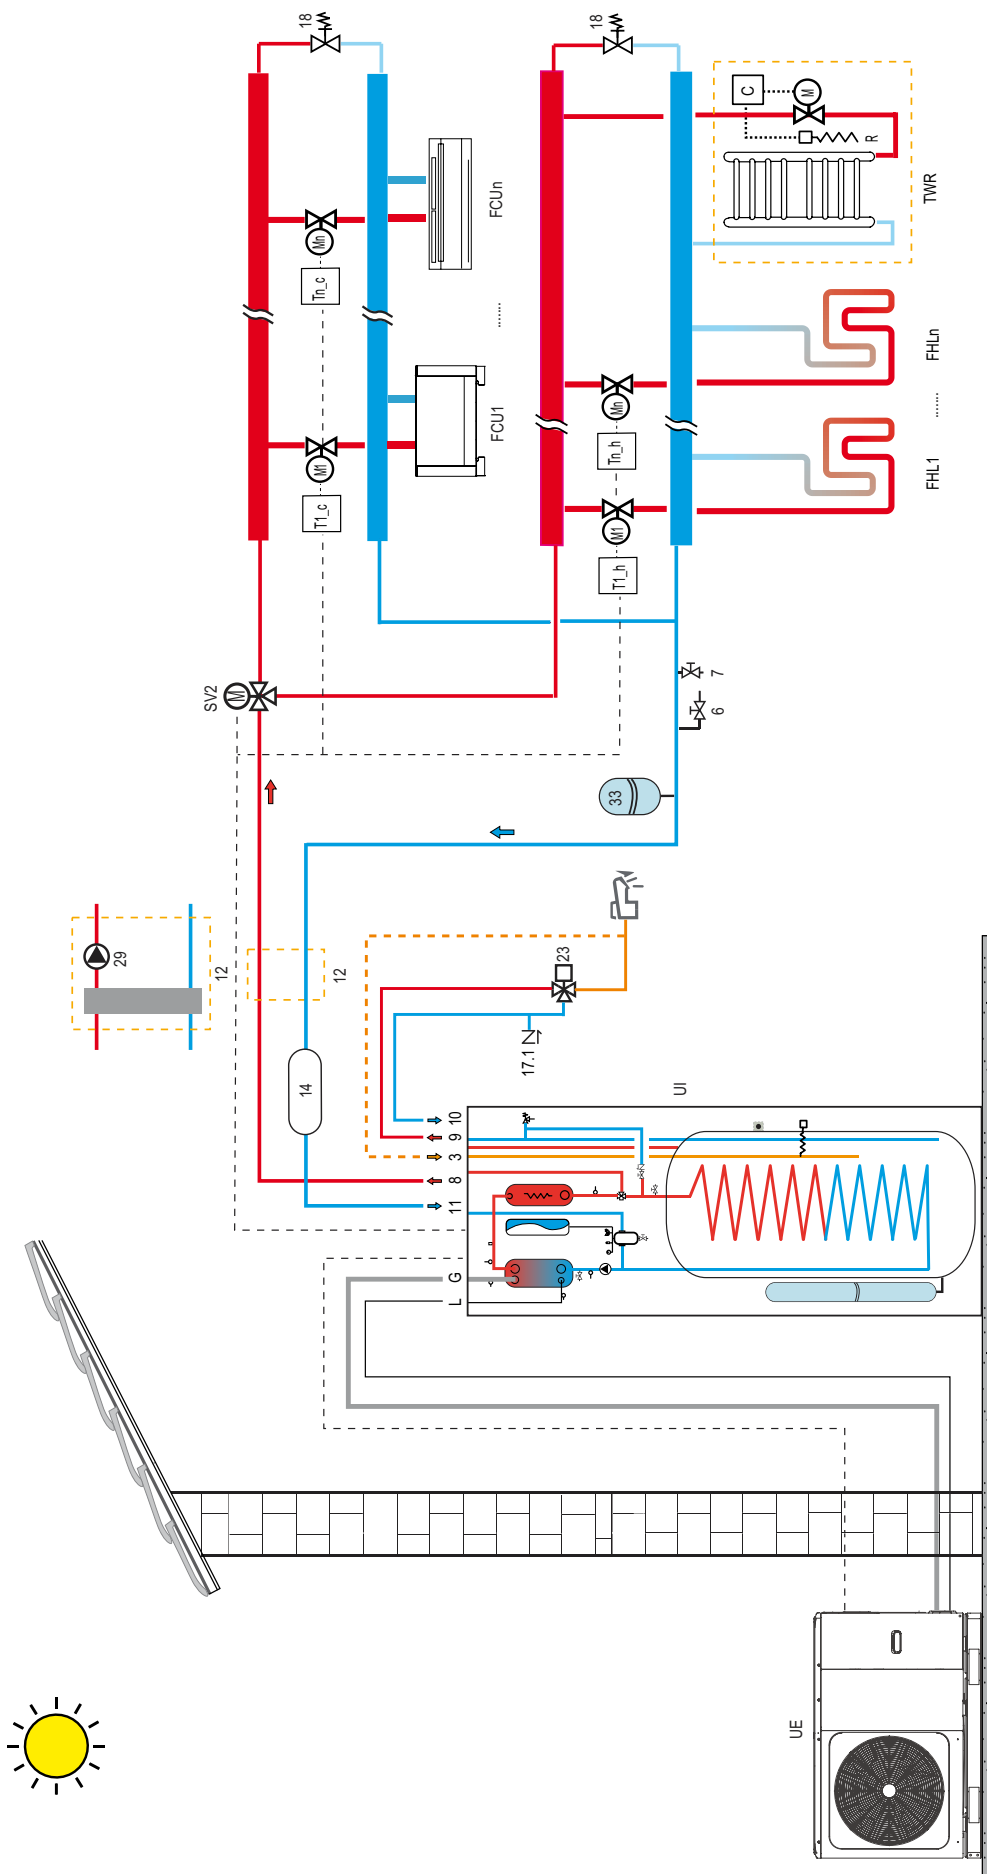 29
SV2
M
12
18
14
T1_c
M1
Tn_c
Mn
12
L G 11 8 3 9 10
FCU1 ........ FCUn
17.1
23
18
33
T1_h
M1
Tn_h
Mn
UI
6 7
C
UE
M
R
FHL1 ........ FHLn
TWR